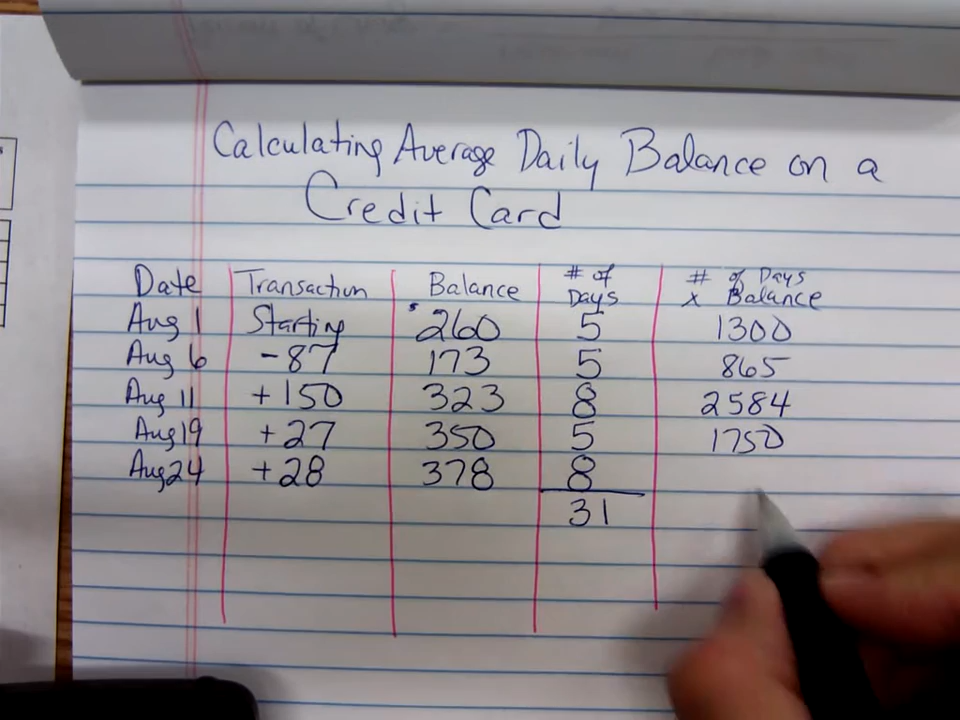 Calculating Average Daily Balance on a
Credit Card
Date Transaction Balance # of Days # of Days x Balance
Aug 1 Starting $260 5 1300
Aug 6 -87 173 5 865
Aug 11 +150 323 8 2584
Aug 19 +27 350 5 1750
Aug 24 +28 378 8
31